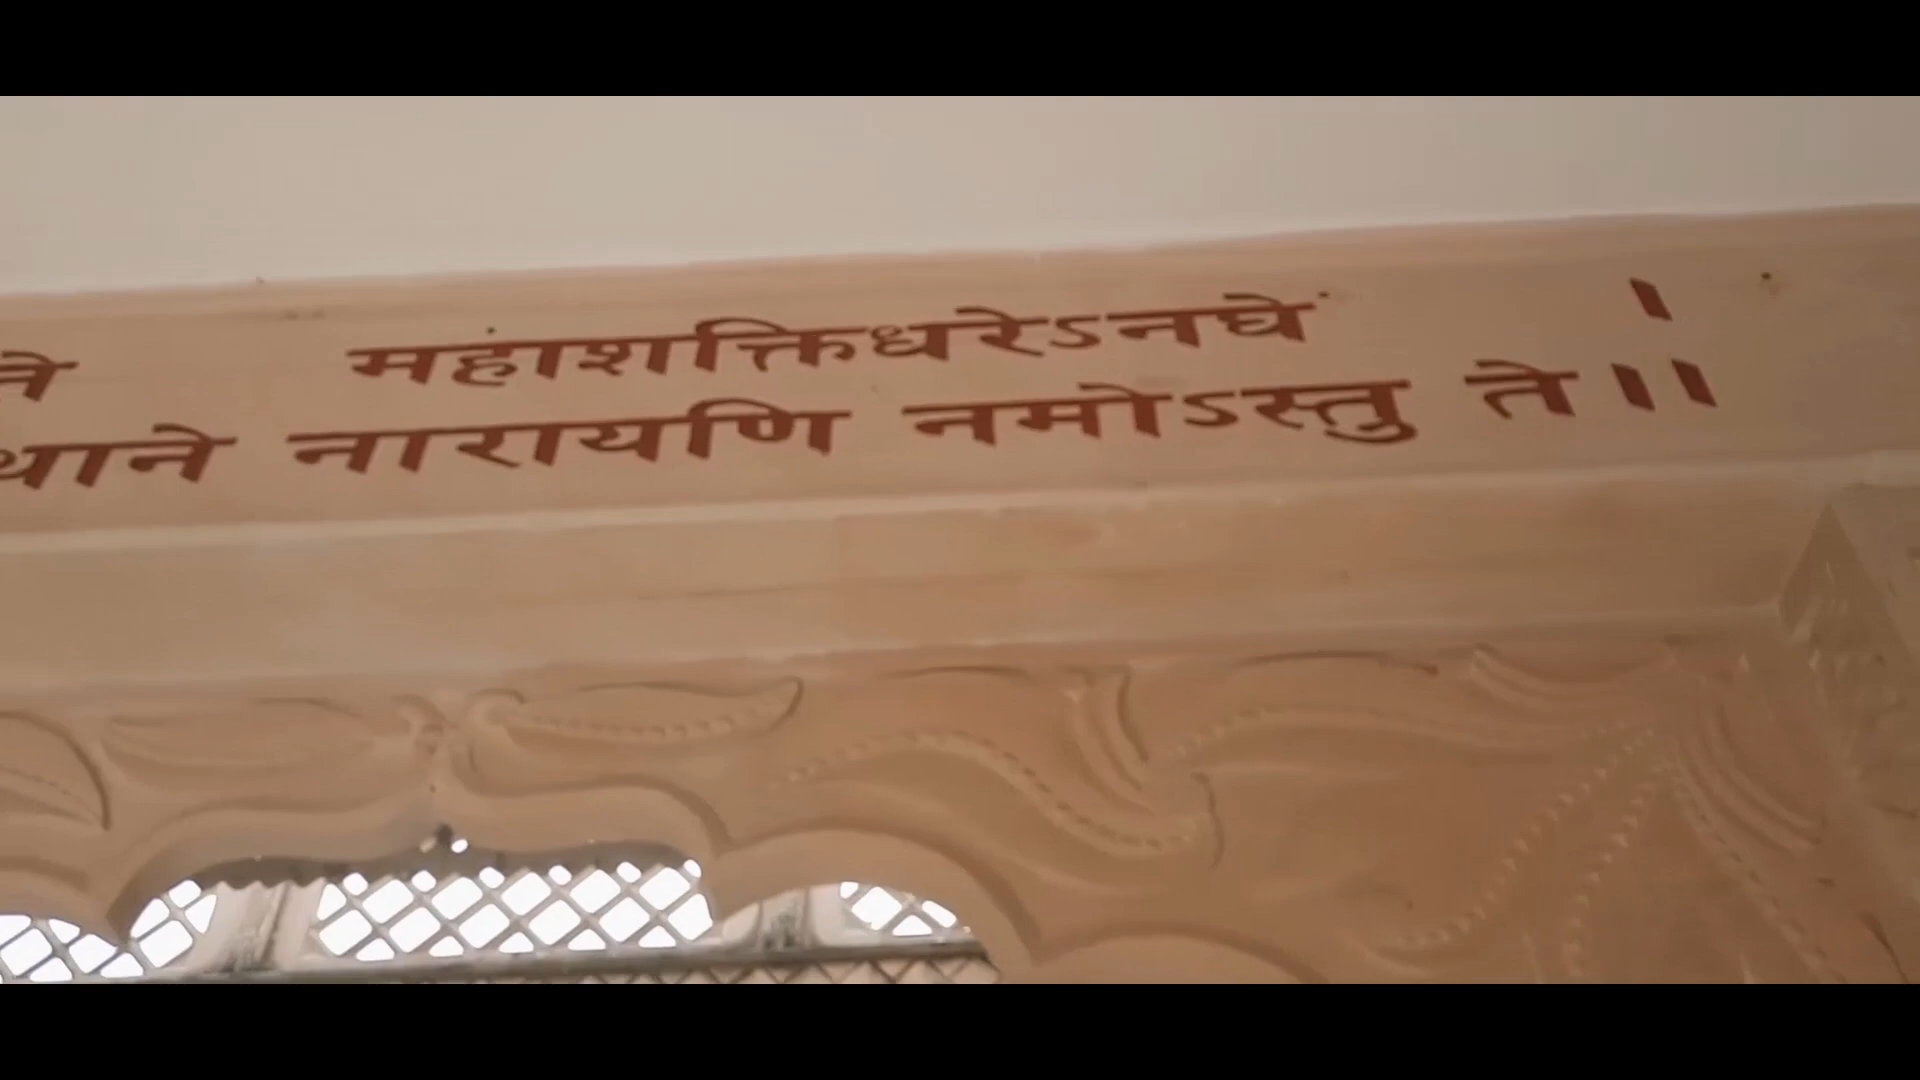 ने महाशक्तिधरेऽनघे ।
थाने नारायणि नमोऽस्तु ते ॥